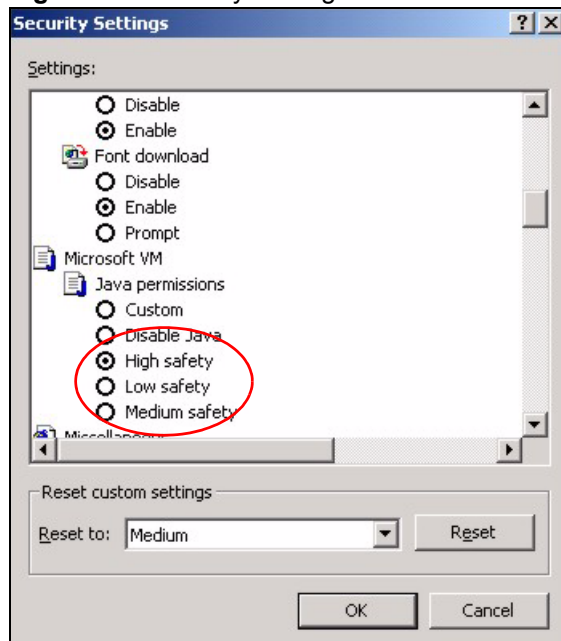 Security Settings
Settings:
Disable
Enable
Font download
Disable
Enable
Prompt
Microsoft VM
Java permissions
Custom
Disable Java
High safety
Low safety
Medium safety
Miscellaneous
Reset custom settings
Reset to: Medium Reset
OK Cancel